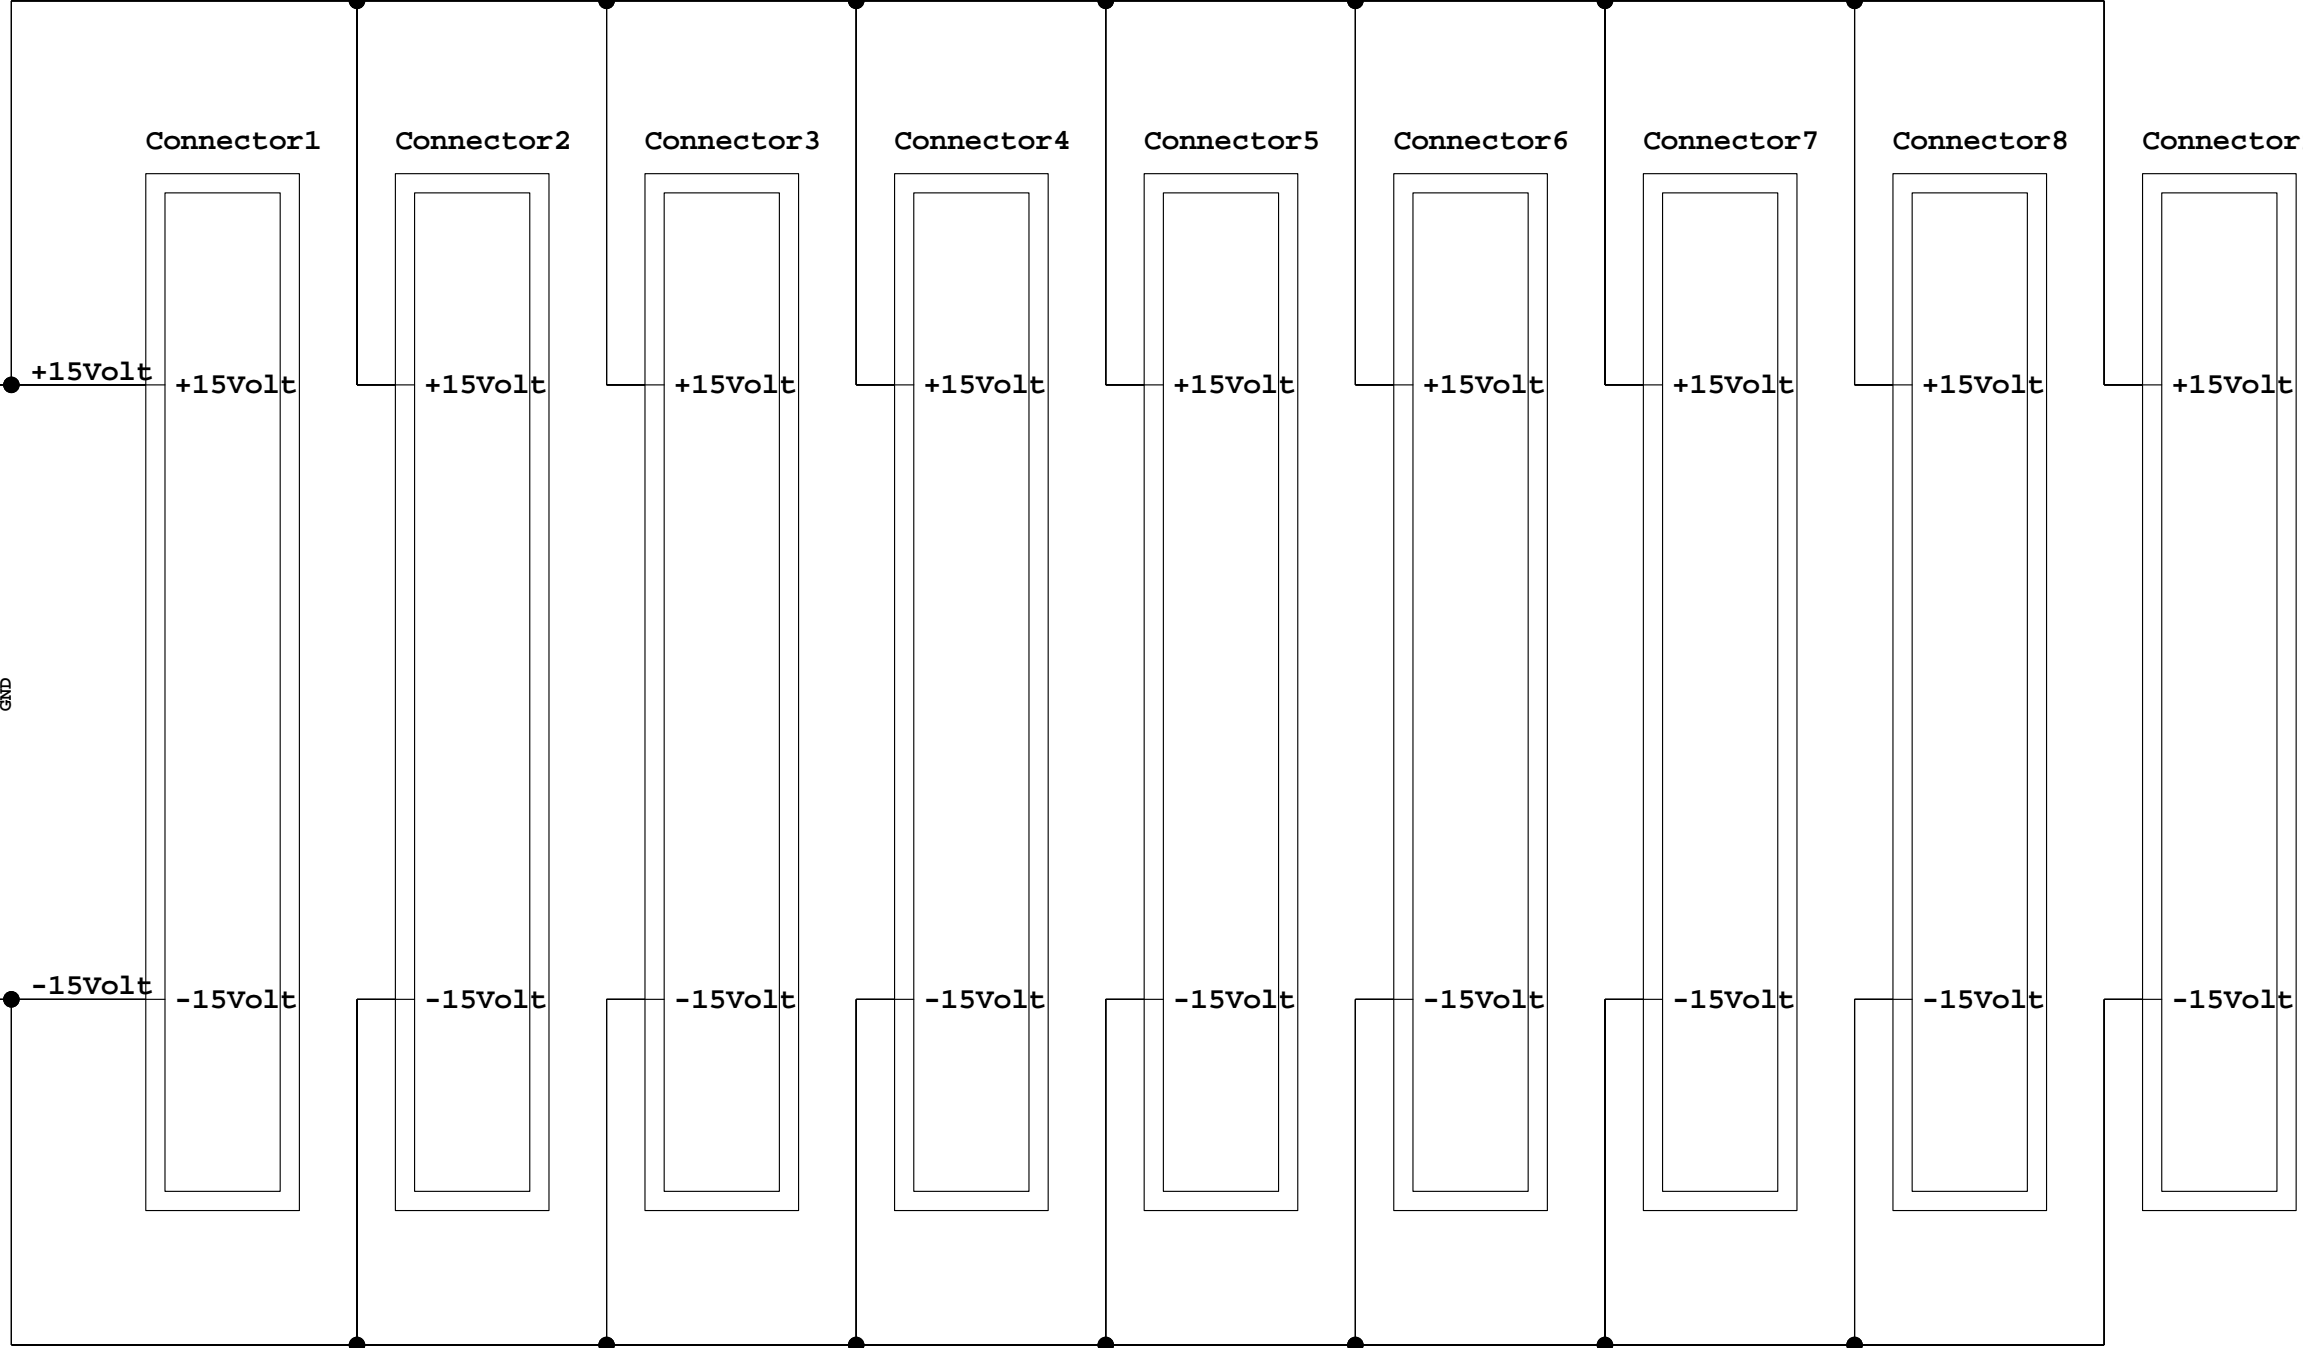 Connector1 Connector2 Connector3 Connector4 Connector5 Connector6 Connector7 Connector8 Connector
+15Volt
+15Volt +15Volt +15Volt +15Volt +15Volt +15Volt +15Volt +15Volt +15Volt
GND
-15Volt
-15Volt -15Volt -15Volt -15Volt -15Volt -15Volt -15Volt -15Volt -15Volt